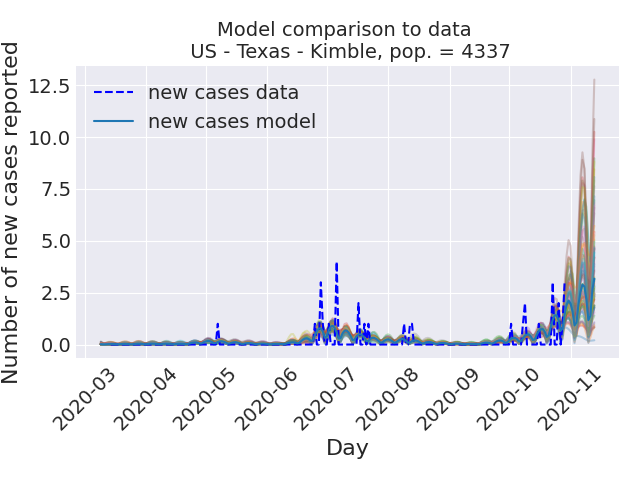 Model comparison to data
US - Texas - Kimble, pop. = 4337
Number of new cases reported
12.5
10.0
7.5
5.0
2.5
0.0
new cases data
new cases model
2020-03
2020-04
2020-05
2020-06
2020-07
2020-08
2020-09
2020-10
2020-11
Day